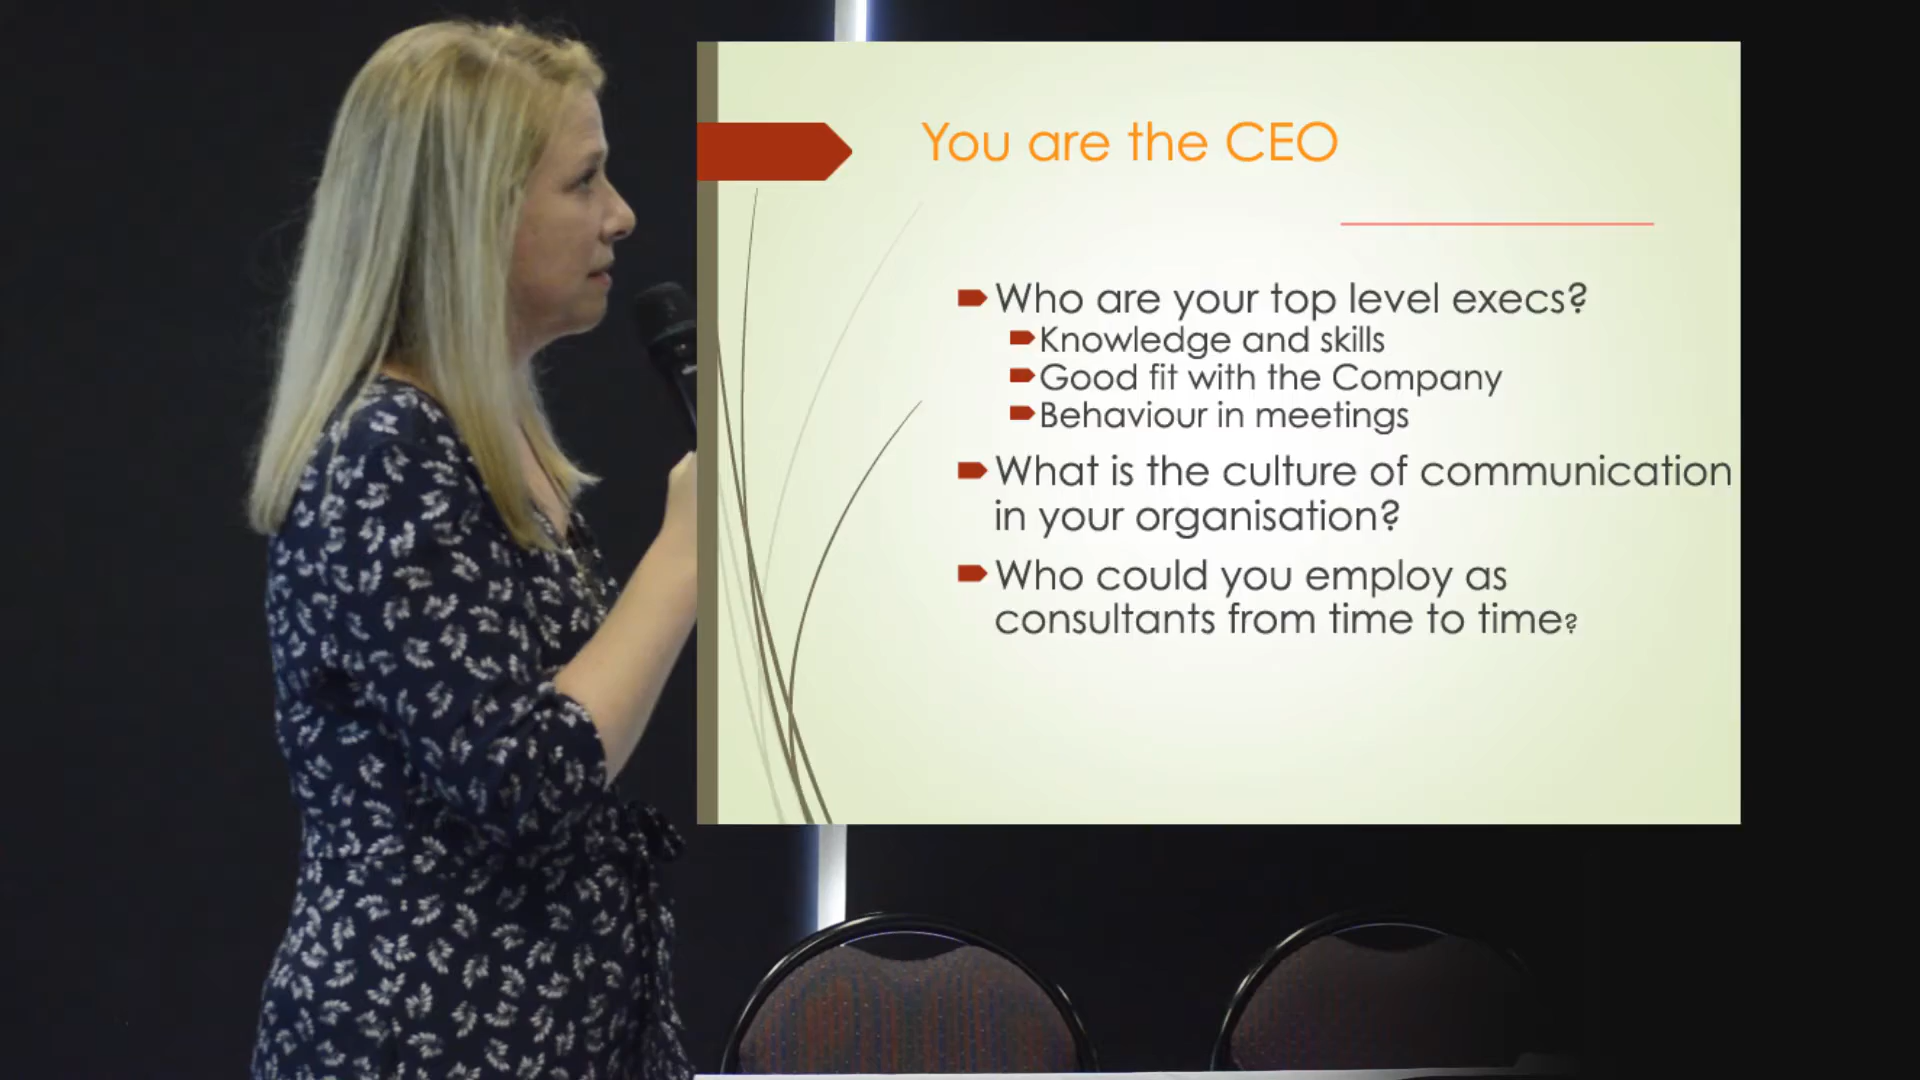 You are the CEO
Who are your top level execs?
Knowledge and skills
Good fit with the Company
Behaviour in meetings
What is the culture of communication
in your organisation?
Who could you employ as
consultants from time to time?